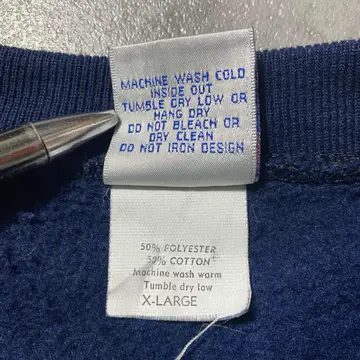 MACHINE WASH COLD
INSIDE OUT
TUMBLE DRY LOW OR
HANG DRY
DO NOT BLEACH OR
DRY CLEAN
DO NOT IRON DESIGN
50% POLYESTER
50% COTTON
Machine wash warm
Tumble dry low
X-LARGE